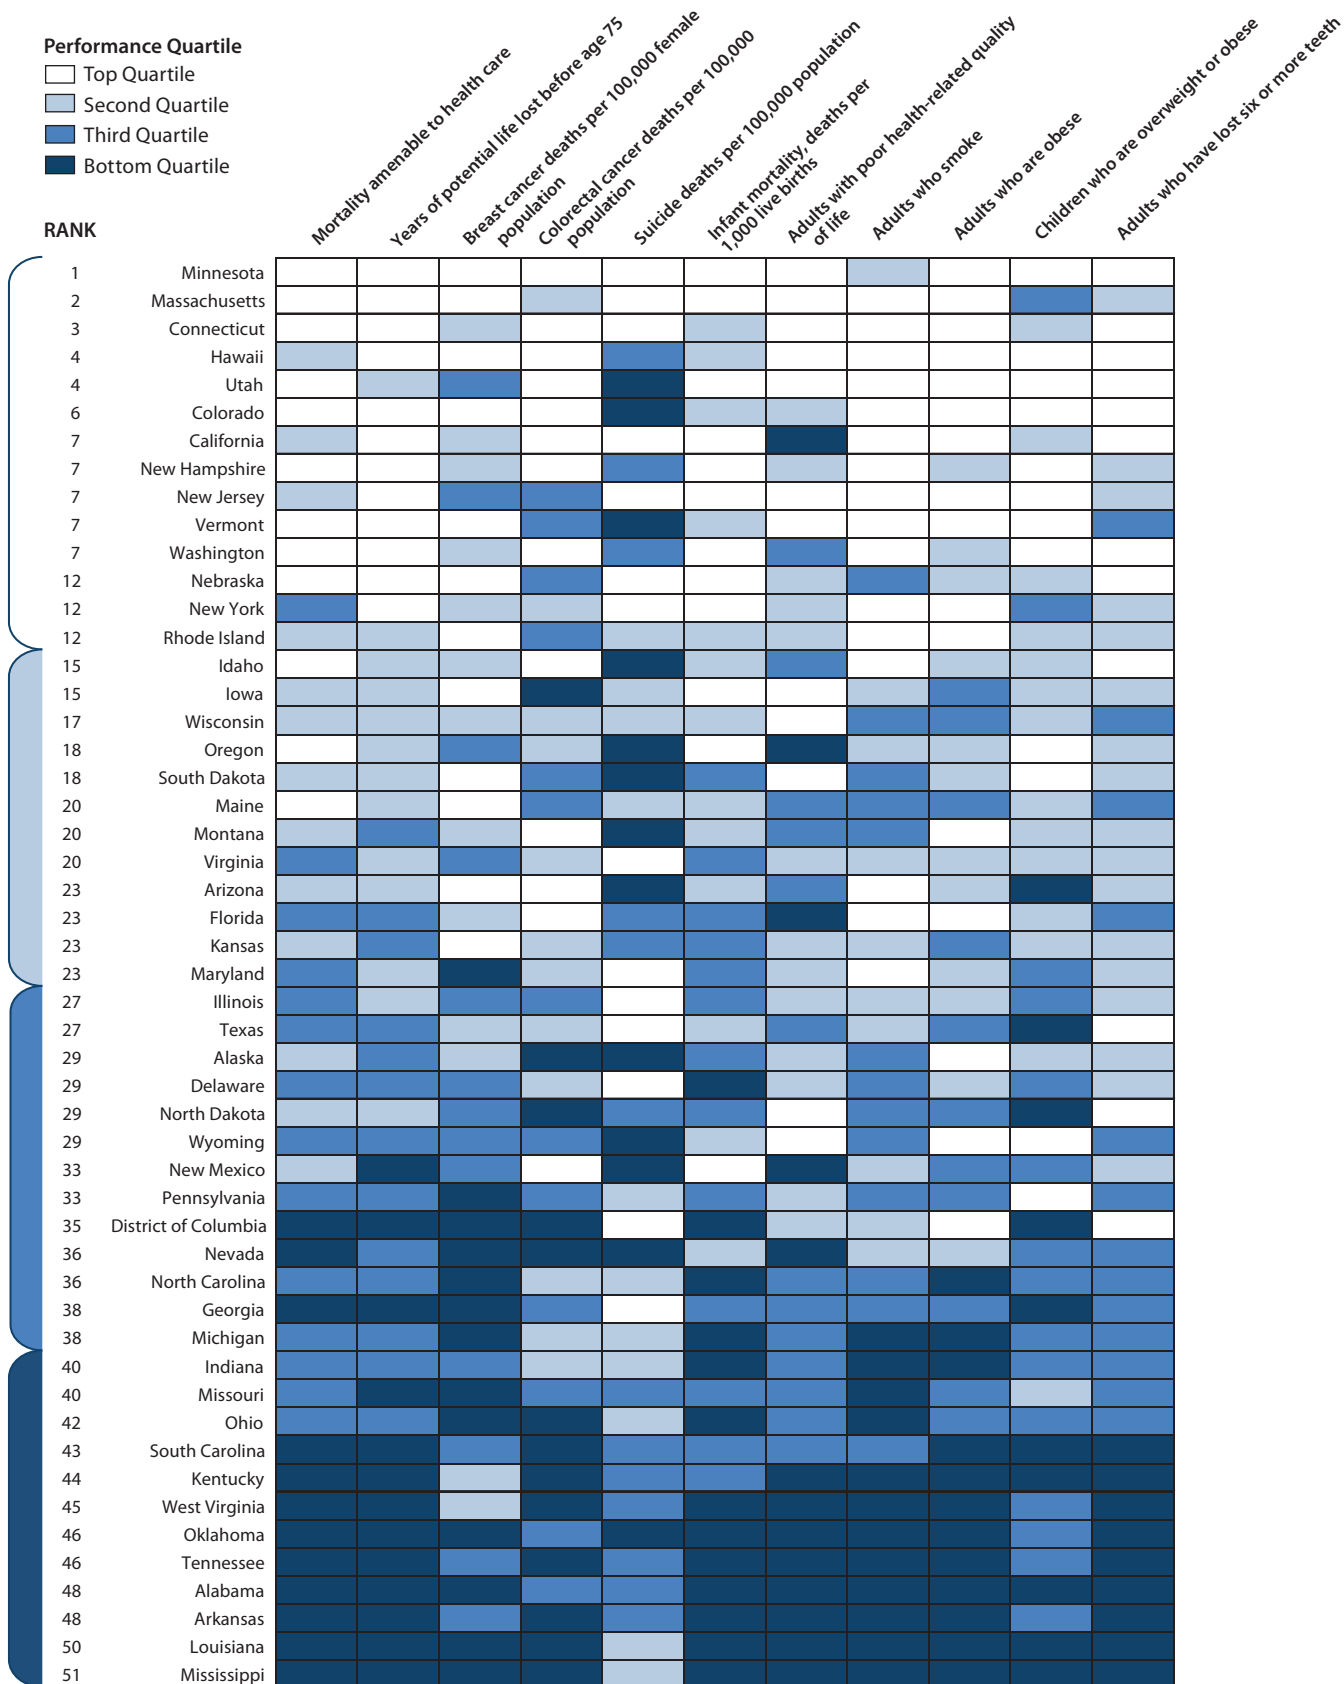 Performance Quartile
Top Quartile
Second Quartile
Third Quartile
Bottom Quartile
RANK
Mortality amenable to health care
Years of potential life lost before age 75
Breast cancer deaths per 100,000 female
population
Colorectal cancer deaths per 100,000
population
Suicide deaths per 100,000 population
Infant mortality, deaths per
1,000 live births
Adults with poor health-related quality
of life
Adults who smoke
Adults who are obese
Children who are overweight or obese
Adults who have lost six or more teeth
1 Minnesota
2 Massachusetts
3 Connecticut
4 Hawaii
4 Utah
6 Colorado
7 California
7 New Hampshire
7 New Jersey
7 Vermont
7 Washington
12 Nebraska
12 New York
12 Rhode Island
15 Idaho
15 Iowa
17 Wisconsin
18 Oregon
18 South Dakota
20 Maine
20 Montana
20 Virginia
23 Arizona
23 Florida
23 Kansas
23 Maryland
27 Illinois
27 Texas
29 Alaska
29 Delaware
29 North Dakota
29 Wyoming
33 New Mexico
33 Pennsylvania
35 District of Columbia
36 Nevada
36 North Carolina
38 Georgia
38 Michigan
40 Indiana
40 Missouri
42 Ohio
43 South Carolina
44 Kentucky
45 West Virginia
46 Oklahoma
46 Tennessee
48 Alabama
48 Arkansas
50 Louisiana
51 Mississippi